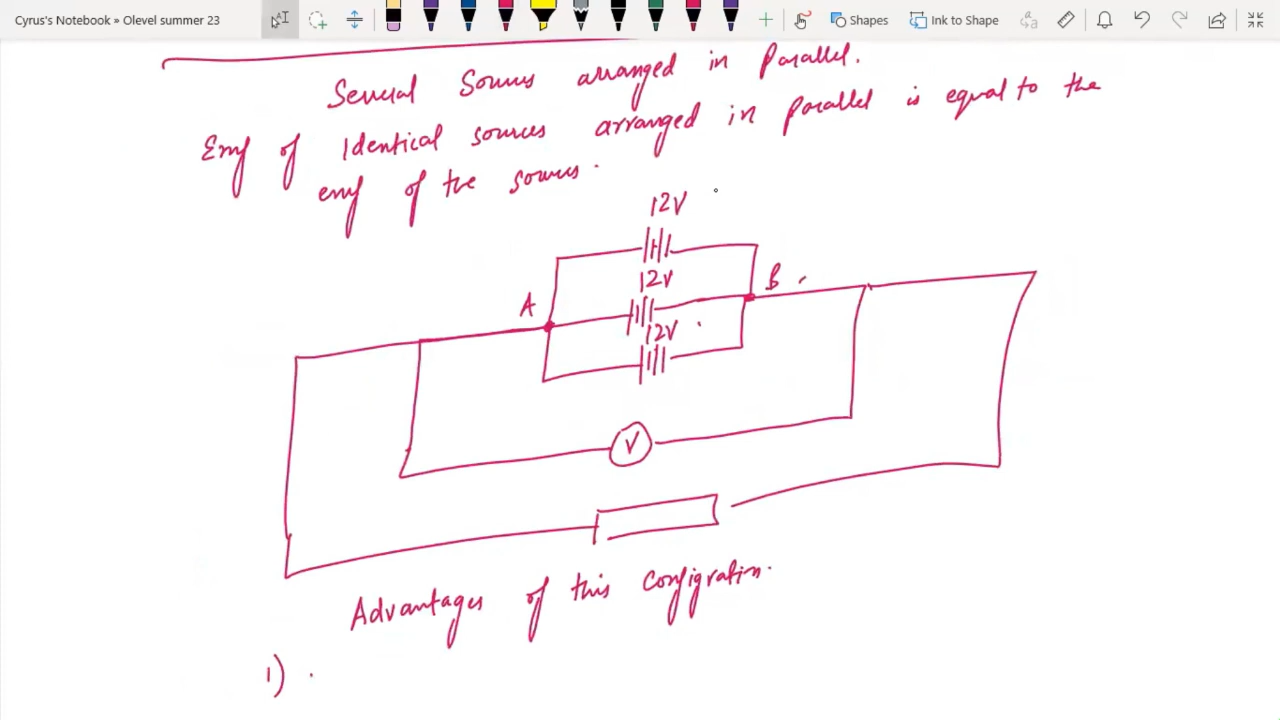 Cyrus's Notebook » Olevel summer 23
Shapes
Ink to Shape
Several Sources arranged in Parallel.
Emf of Identical sources arranged in parallel is equal to the
emf of the sources.
12V
12V
12V
A
B
V
Advantages of this configration.
1)